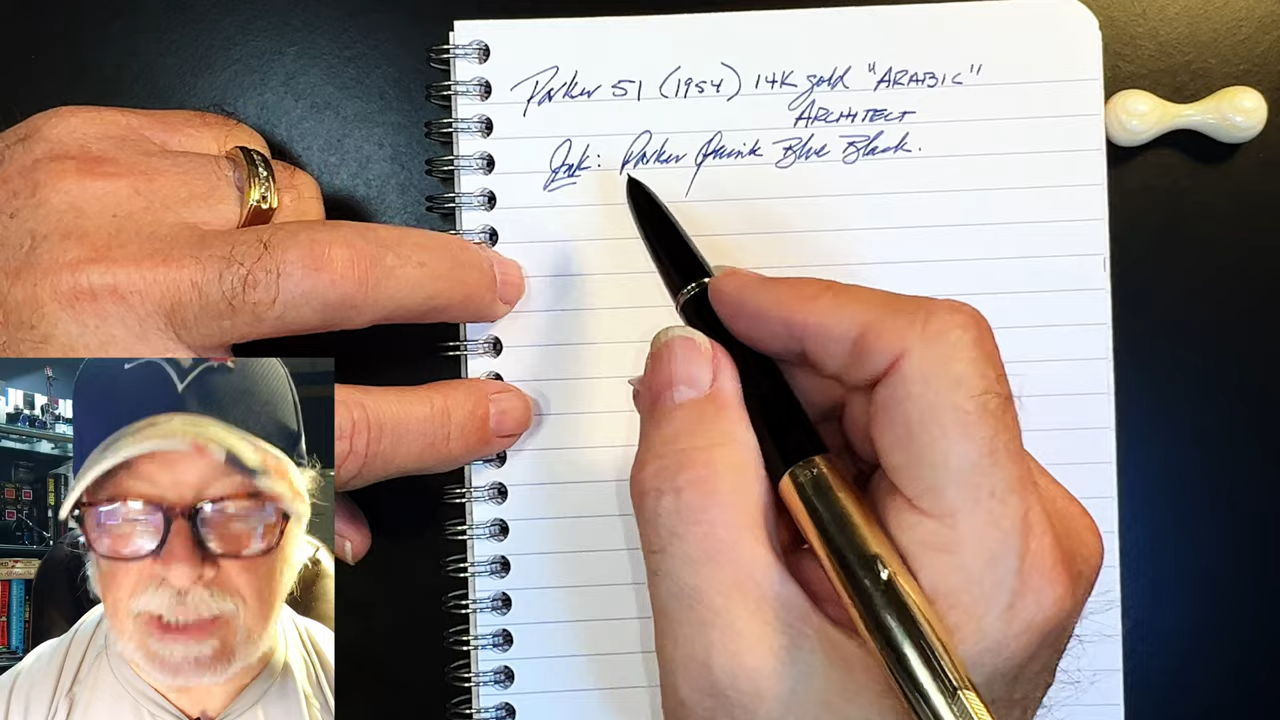 Parker 51 (1954) 14K gold "ARABIC"
ARCHITECT
Ink: Parker Quink Blue Black.